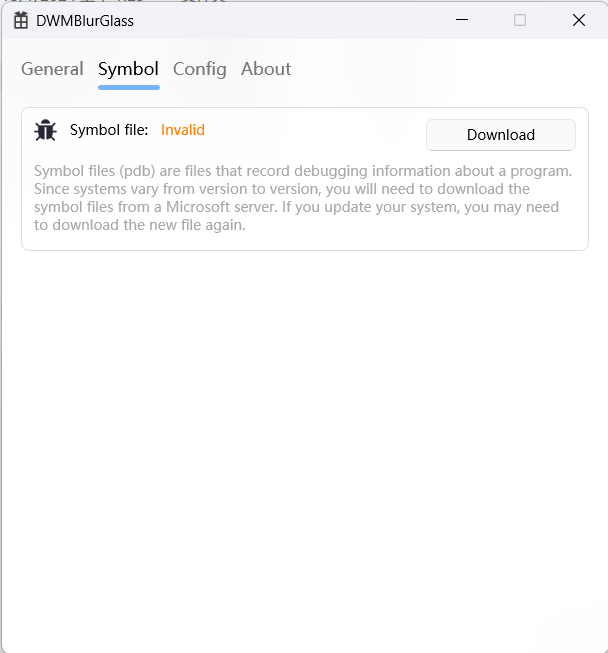 DWMBlurGlass
General Symbol Config About
Symbol file: Invalid
Download
Symbol files (pdb) are files that record debugging information about a program.
Since systems vary from version to version, you will need to download the
symbol files from a Microsoft server. If you update your system, you may need
to download the new file again.